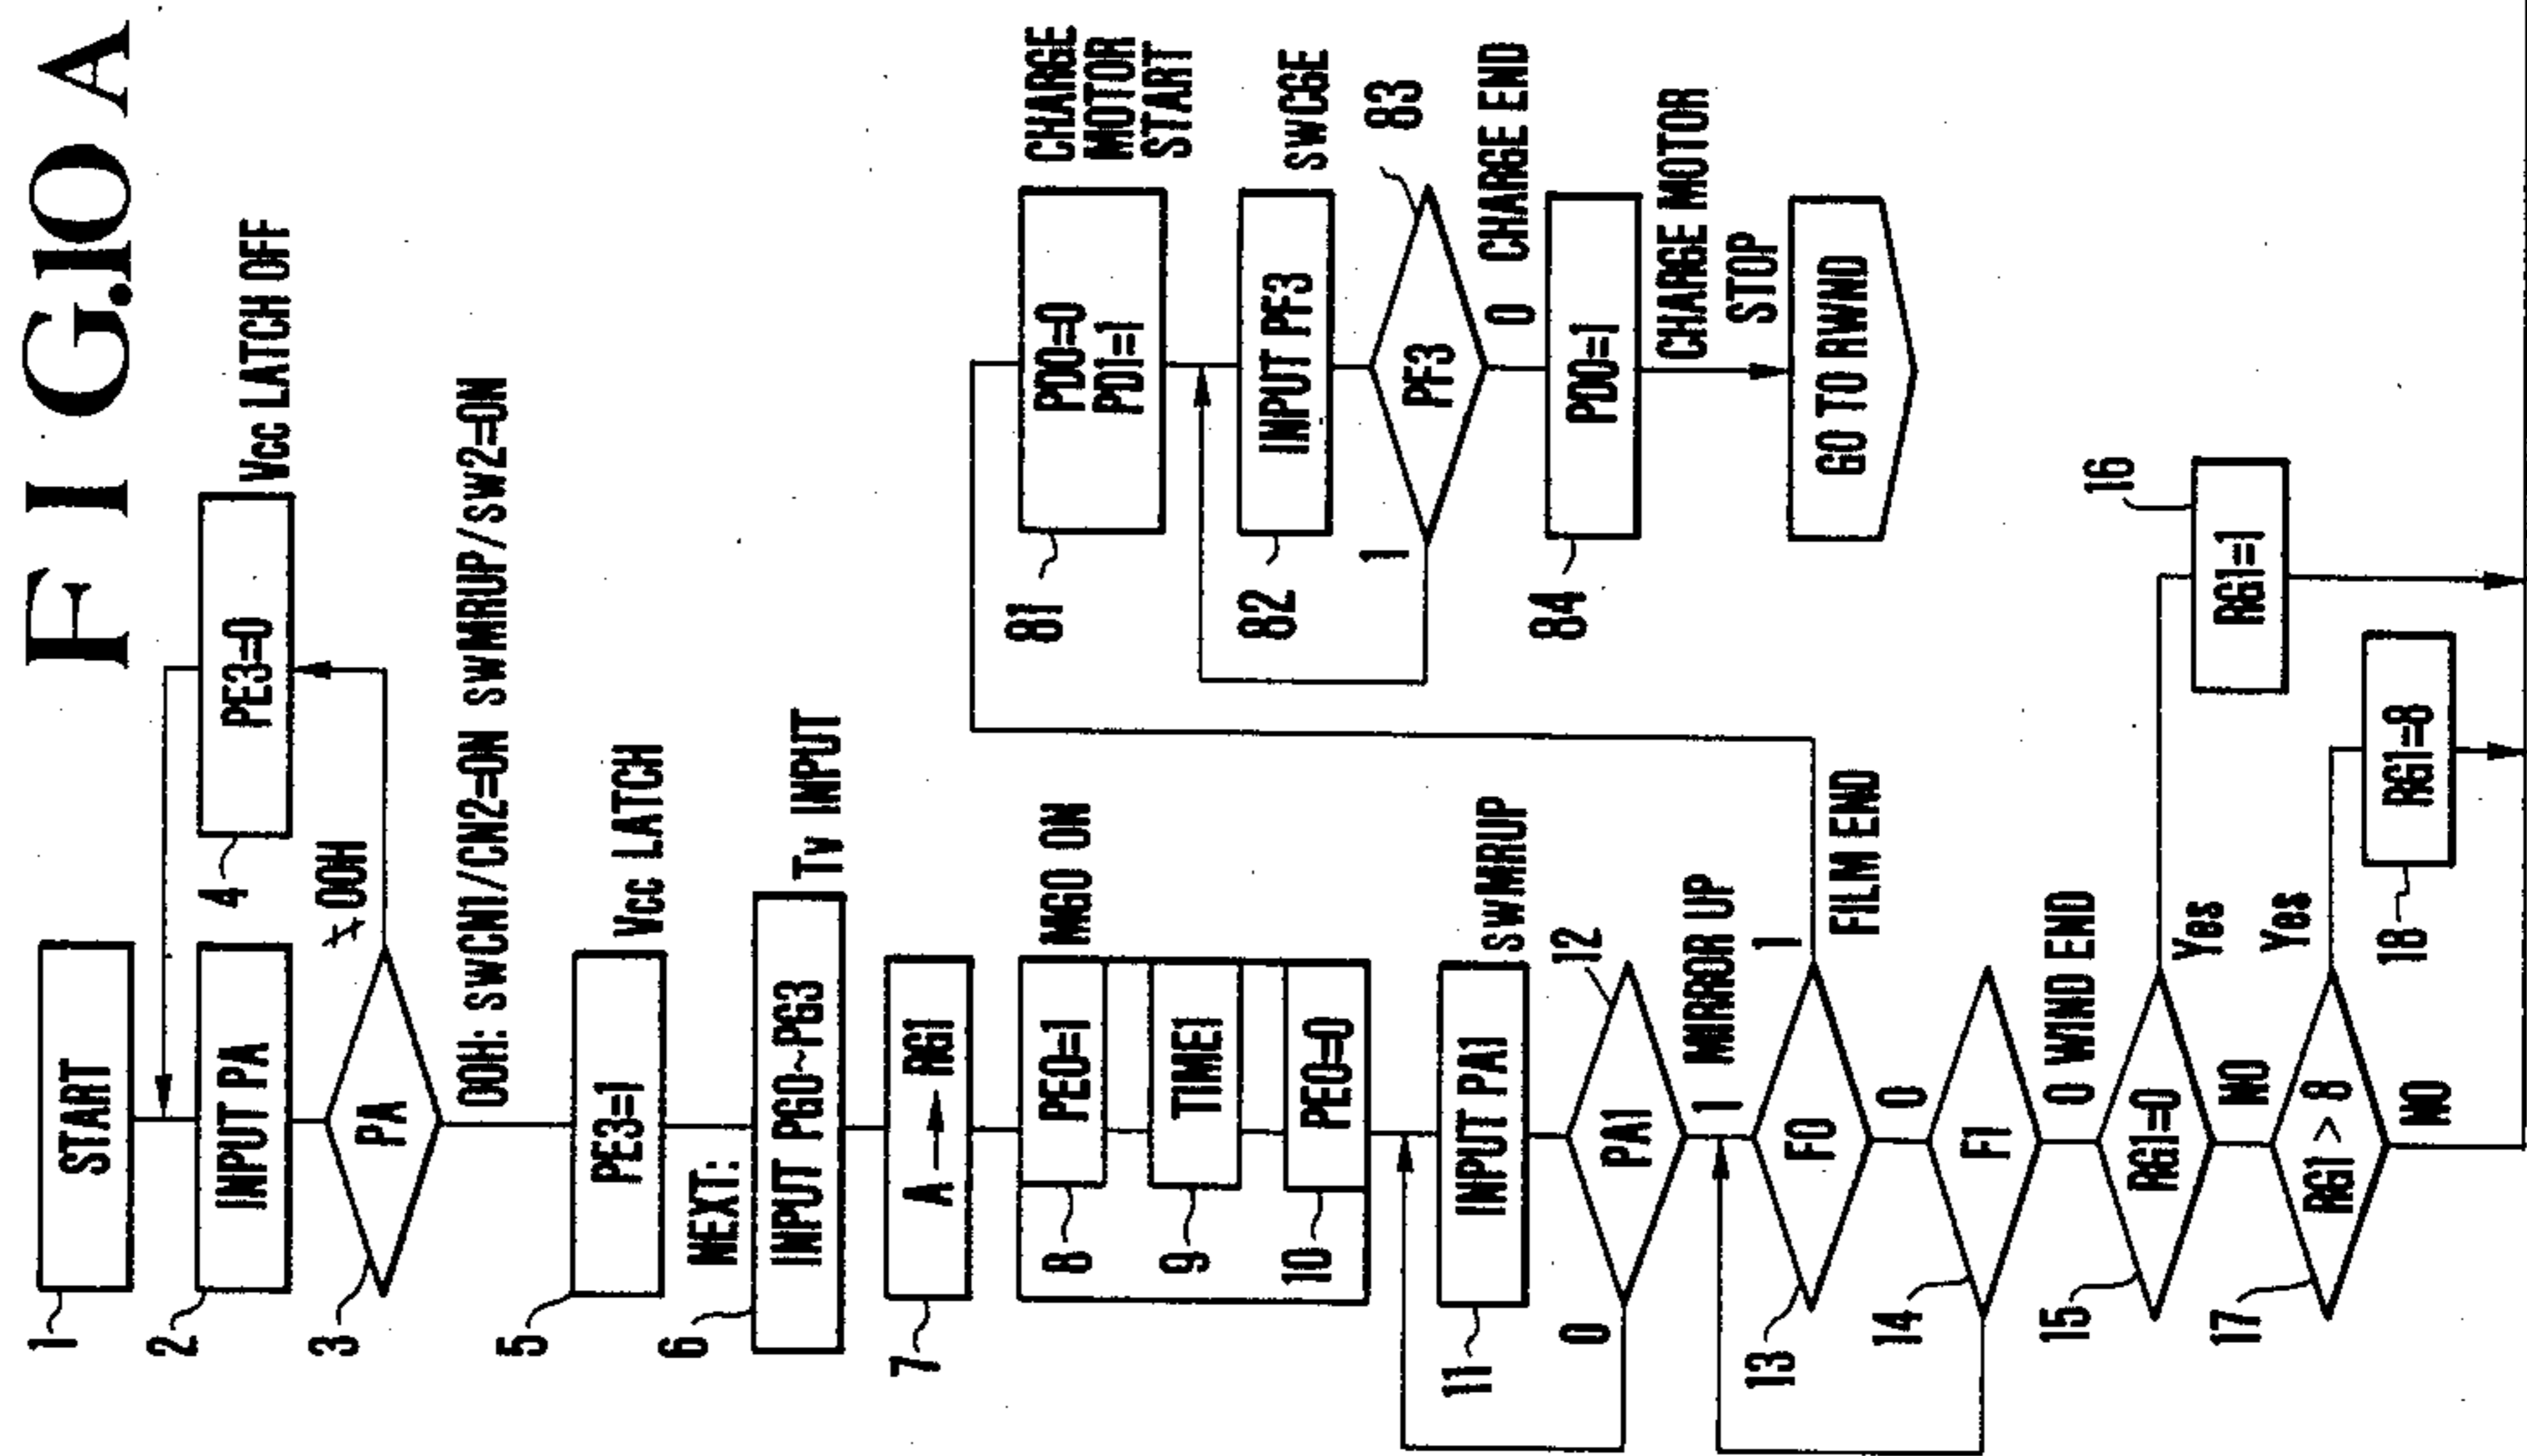 FIG.10A
1
START
2
INPUT PA
3
PA
≠00H
4
PE3=0
Vcc LATCH OFF
00H: SWCN1/CN2=ON SWMRUP/SW2=ON
5
PE3=1
Vcc LATCH
NEXT:
6
INPUT PG0~PG3
Tv INPUT
7
A→RG1
MG0 ON
8
PE0=1
9
TIME1
10
PE0=0
11
INPUT PA1
SWMRUP
12
PA1
0
1 MIRROR UP
13
F0
1
FILM END
0
14
F1
0 WIND END
15
RG1=0
Yes
NO
16
RG1=1
17
RG1>8
Yes
NO
18
RG1=8
81
PD0=0
PD1=1
CHARGE
MOTOR
START
82
INPUT PF3
SWCGE
83
PF3
1
0 CHARGE END
84
PD0=1
CHARGE MOTOR
STOP
GO TO RWND